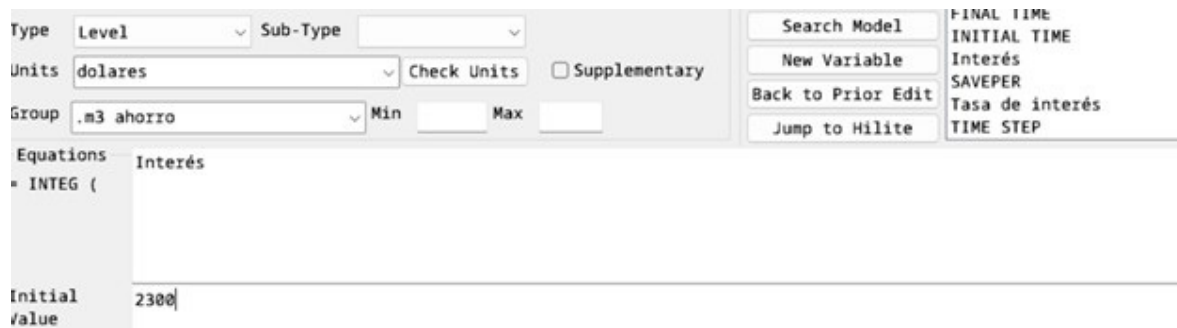 Type Level Sub-Type
Units dolares Check Units Supplementary
Group .m3 ahorro Min Max
Search Model
New Variable
Back to Prior Edit
Jump to Hilite
FINAL TIME
INITIAL TIME
Interés
SAVEPER
Tasa de interés
TIME STEP
Equations
= INTEG (
Interés
Initial
Value
2300